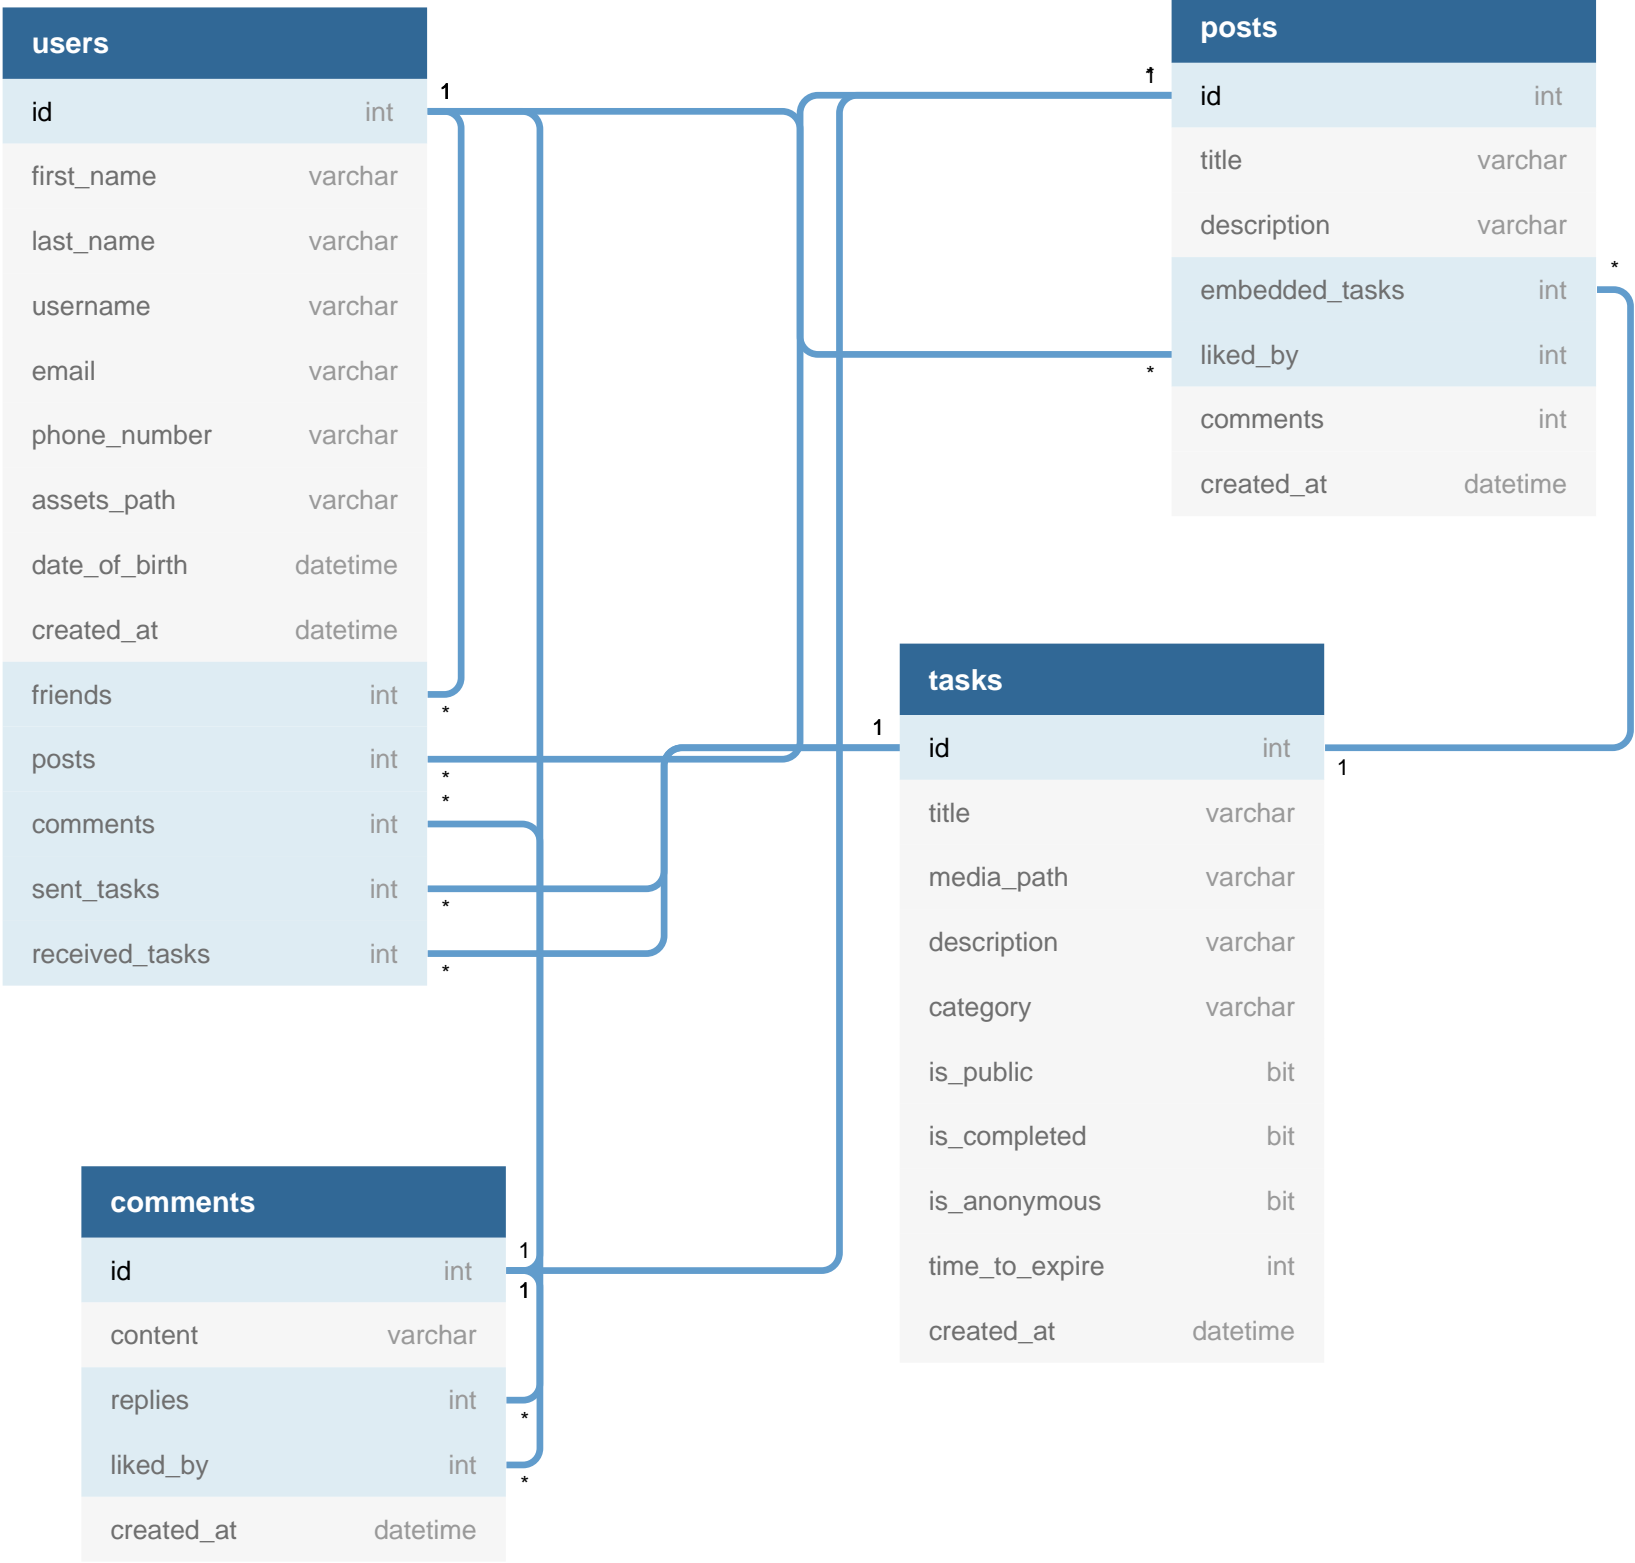 users
id int
first_name varchar
last_name varchar
username varchar
email varchar
phone_number varchar
assets_path varchar
date_of_birth datetime
created_at datetime
friends int
posts int
comments int
sent_tasks int
received_tasks int
1
*
*
*
*
*
posts
id int
title varchar
description varchar
embedded_tasks int
liked_by int
comments int
created_at datetime
*
1
*
*
tasks
id int
title varchar
media_path varchar
description varchar
category varchar
is_public bit
is_completed bit
is_anonymous bit
time_to_expire int
created_at datetime
1
1
comments
id int
content varchar
replies int
liked_by int
created_at datetime
1
1
*
*